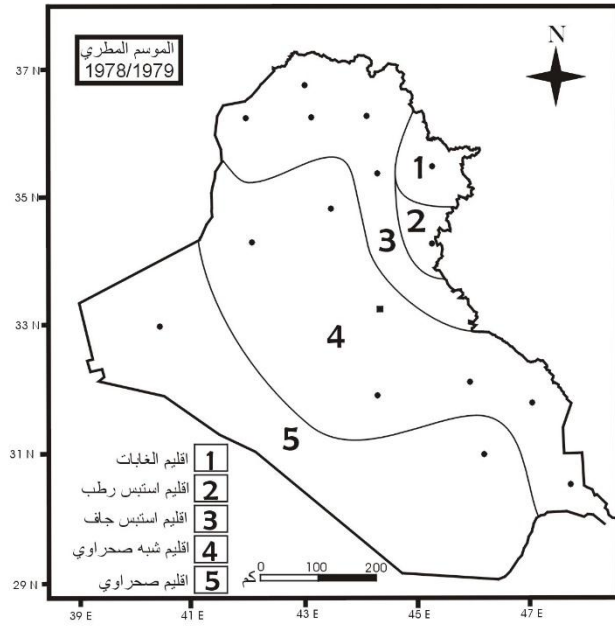 الموسم المطري
1978/1979
N
37 N
35 N
33 N
31 N
29 N
1
2
3
4
5
1 اقليم الغابات
2 اقليم استبس رطب
3 اقليم استبس جاف
4 اقليم شبه صحراوي
5 اقليم صحراوي
كم 0 100 200
39 E 41 E 43 E 45 E 47 E